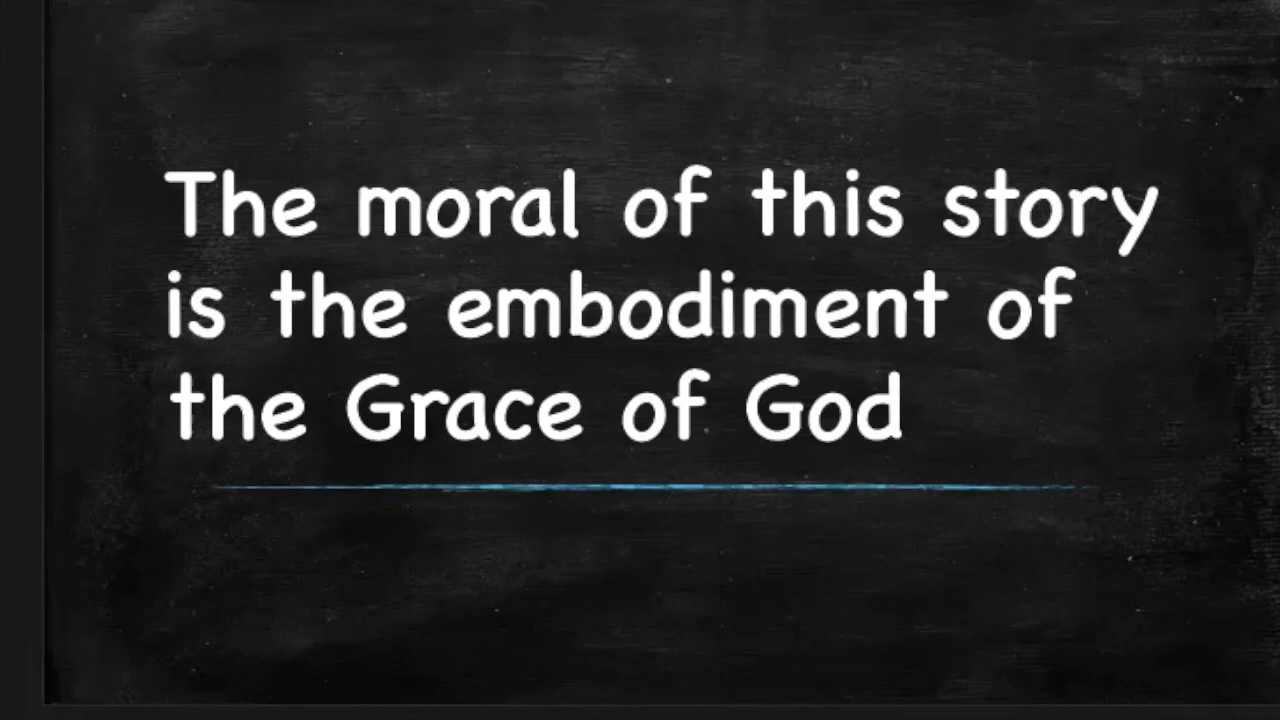 The moral of this story
is the embodiment of
the Grace of God